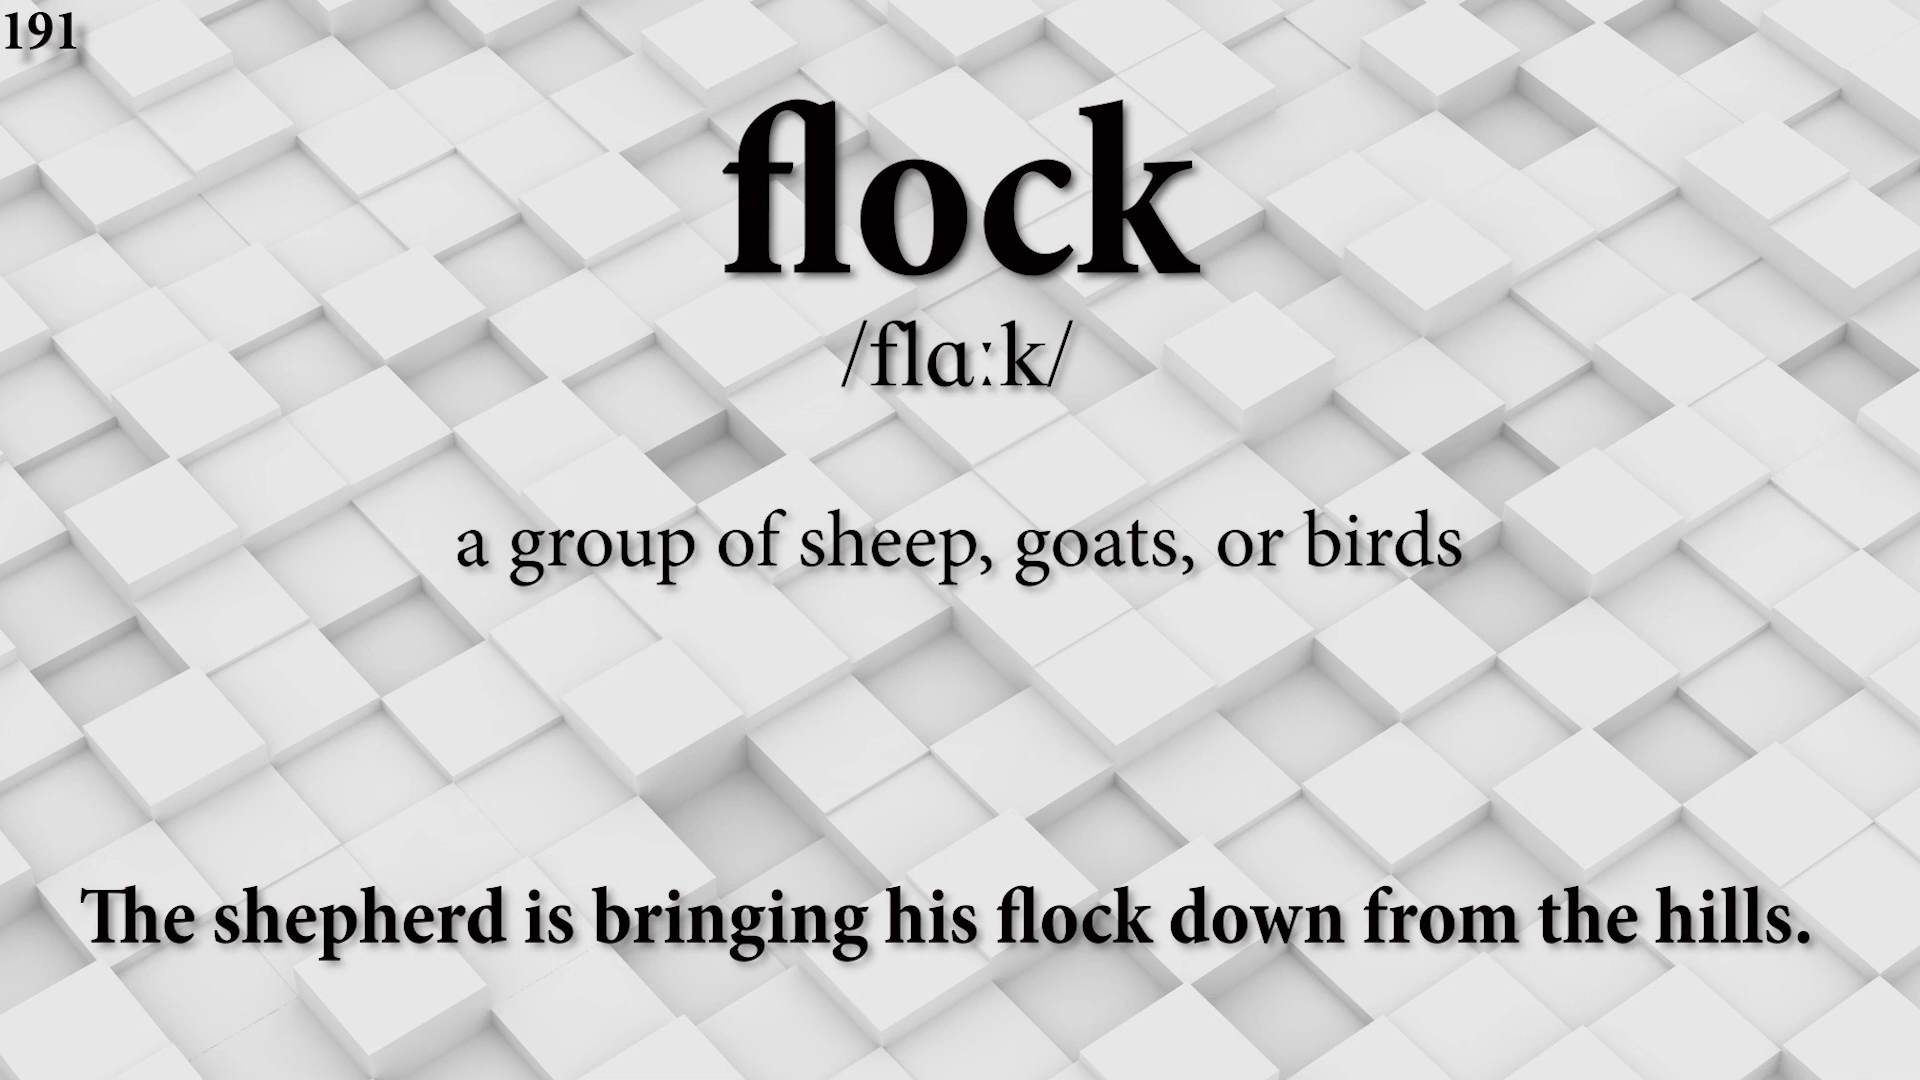 191
flock
/flɑːk/
a group of sheep, goats, or birds
The shepherd is bringing his flock down from the hills.